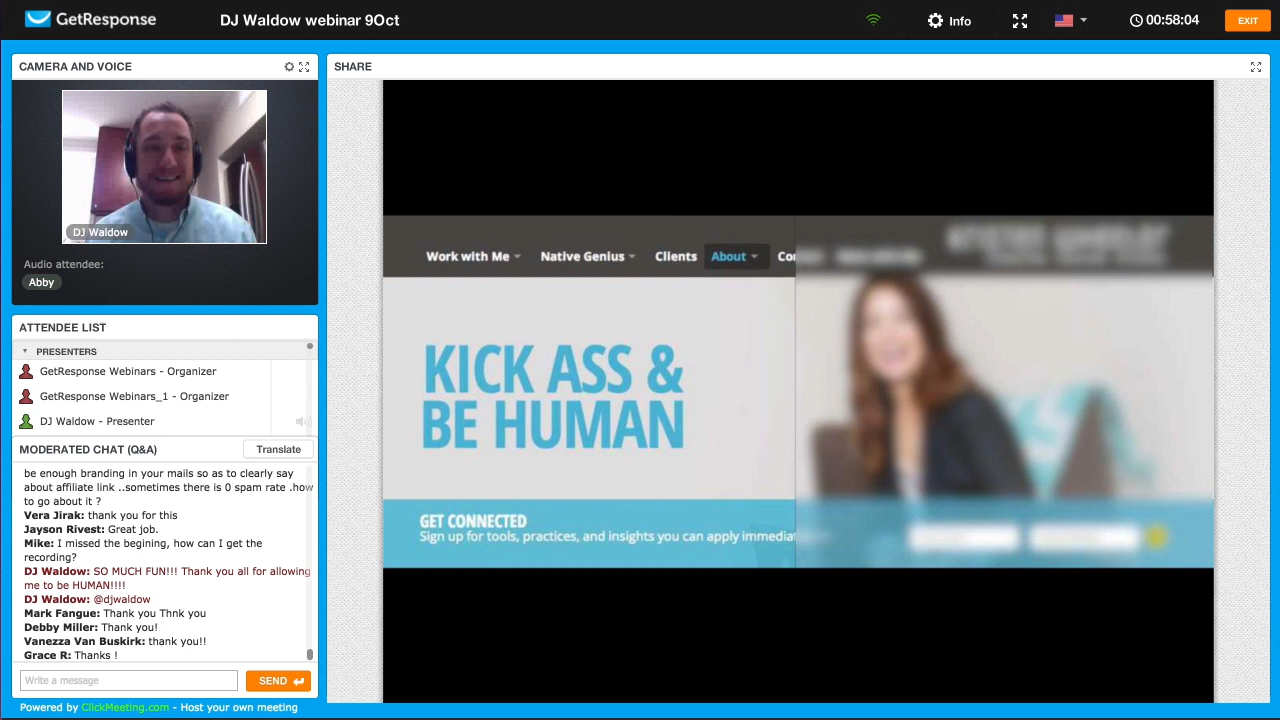 GetResponse
DJ Waldow webinar 9Oct
Info
00:58:04
EXIT
CAMERA AND VOICE
DJ Waldow
Audio attendee:
Abby
ATTENDEE LIST
PRESENTERS
GetResponse Webinars - Organizer
GetResponse Webinars_1 - Organizer
DJ Waldow - Presenter
MODERATED CHAT (Q&A)
Translate
be enough branding in your mails so as to clearly say
about affiliate link ..sometimes there is 0 spam rate .how
to go about it ?
Vera Jirak: thank you for this
Jayson Rivest: Great job.
Mike: I missed the begining, how can I get the
recording?
DJ Waldow: SO MUCH FUN!!! Thank you all for allowing
me to be HUMAN!!!!
DJ Waldow: @djwaldow
Mark Fangue: Thank you Thnk you
Debby Miller: Thank you!
Vanezza Van Buskirk: thank you!!
Grace R: Thanks !
Write a message
SEND
Powered by ClickMeeting.com - Host your own meeting
SHARE
Work with Me
Native Genius
Clients
About
KICK ASS &
BE HUMAN
GET CONNECTED
Sign up for tools, practices, and insights you can apply